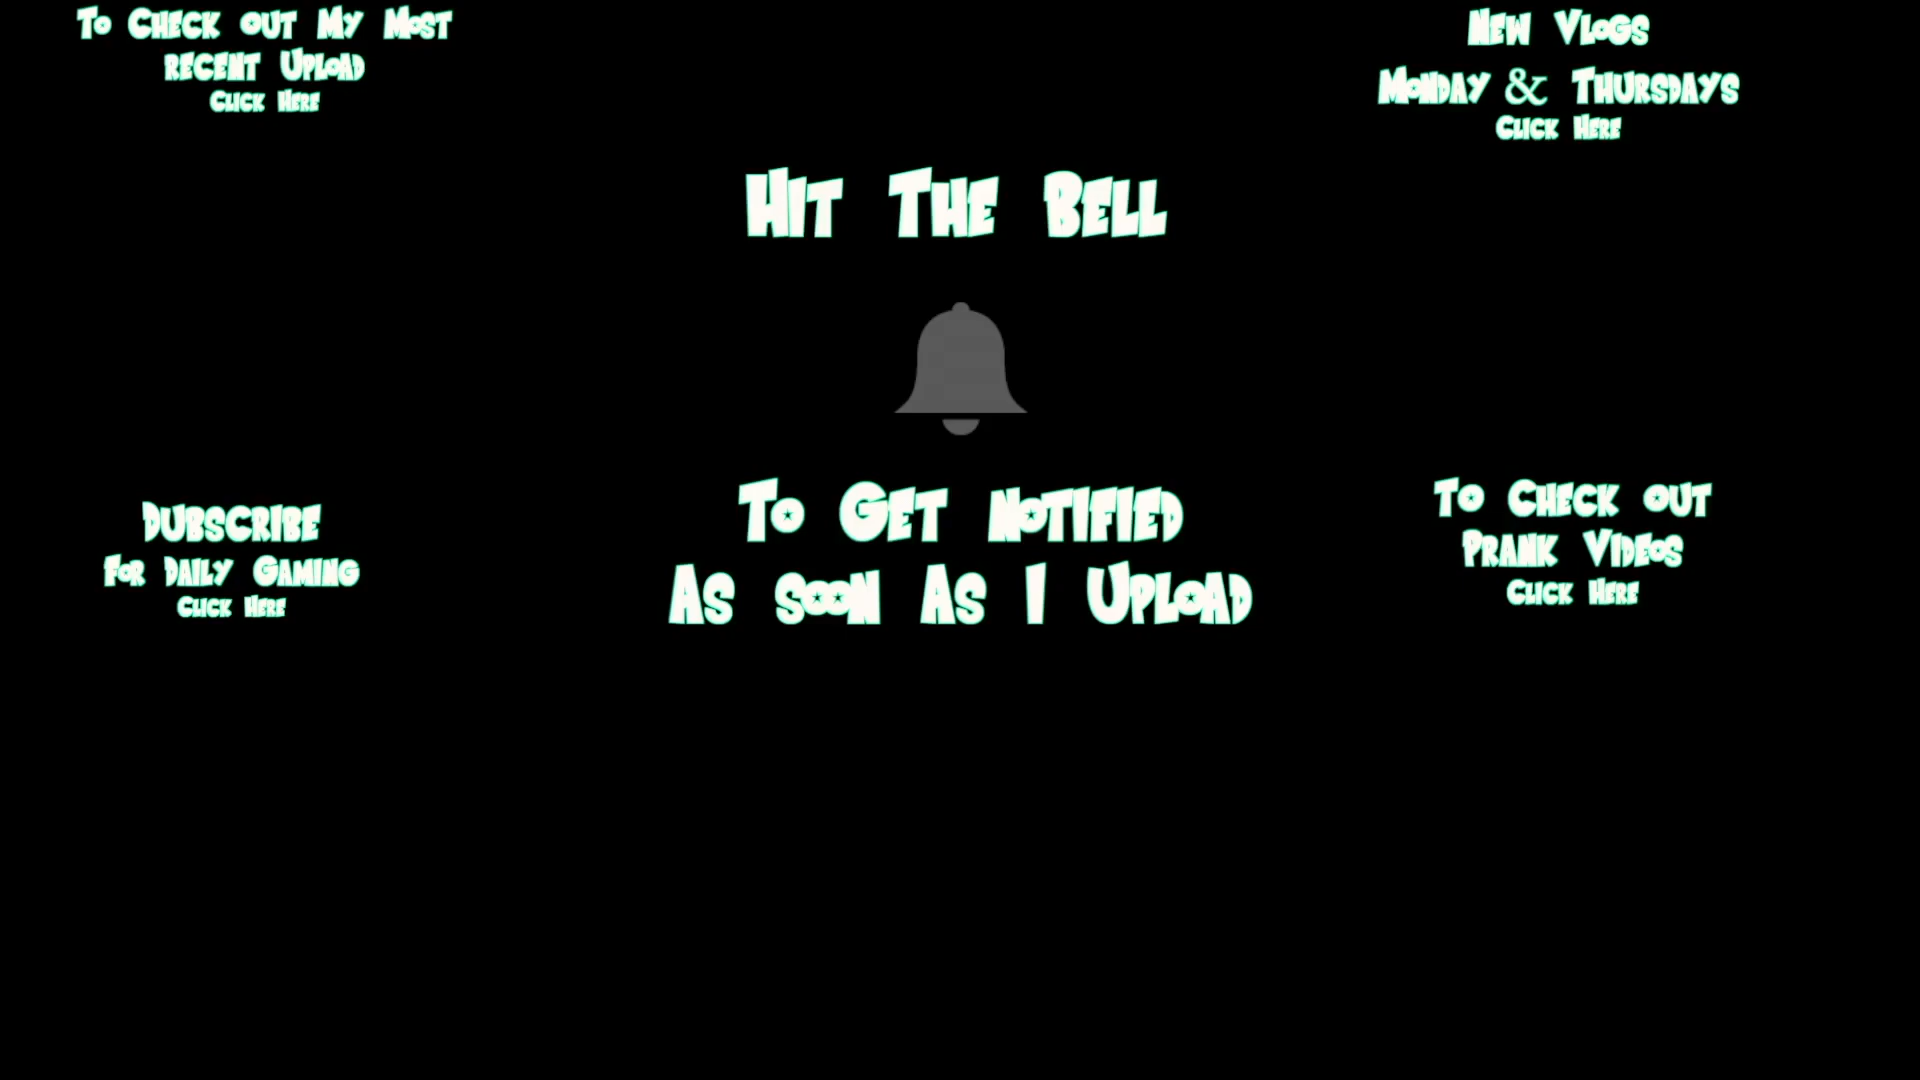 To Check out My Most
recent Upload
Click Here
New Vlogs
Monday & Thursdays
Click Here
Hit The Bell
To Get Notified
As soon As I Upload
Dubscribe
For Daily Gaming
Click Here
To Check out
Prank Videos
Click Here